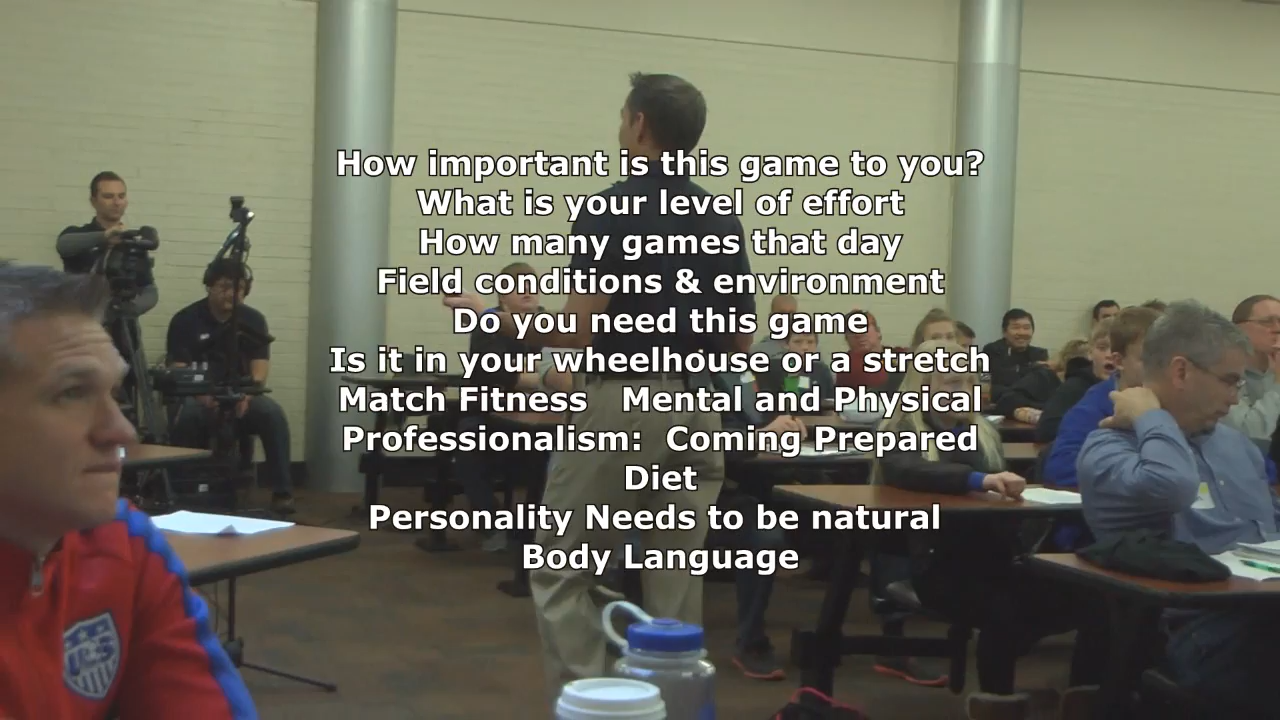 How important is this game to you?
What is your level of effort
How many games that day
Field conditions & environment
Do you need this game
Is it in your wheelhouse or a stretch
Match Fitness   Mental and Physical
Professionalism:  Coming Prepared
Diet
Personality Needs to be natural
Body Language
US